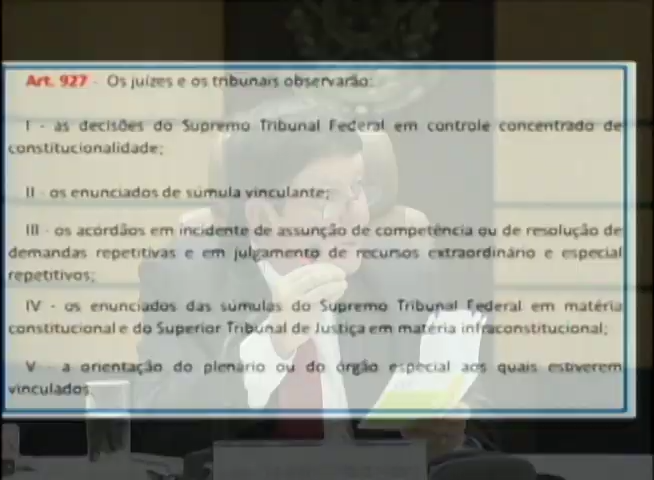 Art. 927 - Os juízes e os tribunais observarão:
I - as decisões do Supremo Tribunal Federal em controle concentrado de
constitucionalidade;
II - os enunciados de súmula vinculante;
III - os acórdãos em incidente de assunção de competência ou de resolução de
demandas repetitivas e em julgamento de recursos extraordinário e especial
repetitivos;
IV - os enunciados das súmulas do Supremo Tribunal Federal em matéria
constitucional e do Superior Tribunal de Justiça em matéria infraconstitucional;
V - a orientação do plenário ou do órgão especial aos quais estiverem
vinculados.